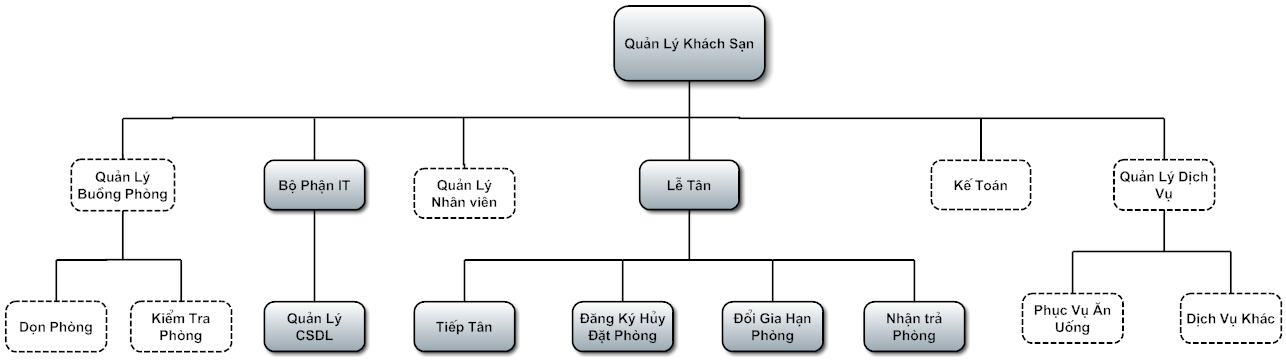 Quản Lý Khách Sạn
Quản Lý
Buồng Phòng
Bộ Phận IT
Quản Lý
Nhân viên
Lễ Tân
Kế Toán
Quản Lý Dịch
Vụ
Dọn Phòng
Kiểm Tra
Phòng
Quản Lý
CSDL
Tiếp Tân
Đăng Ký Hủy
Đặt Phòng
Đổi Gia Hạn
Phòng
Nhận trả
Phòng
Phục Vụ Ăn
Uống
Dịch Vụ Khác